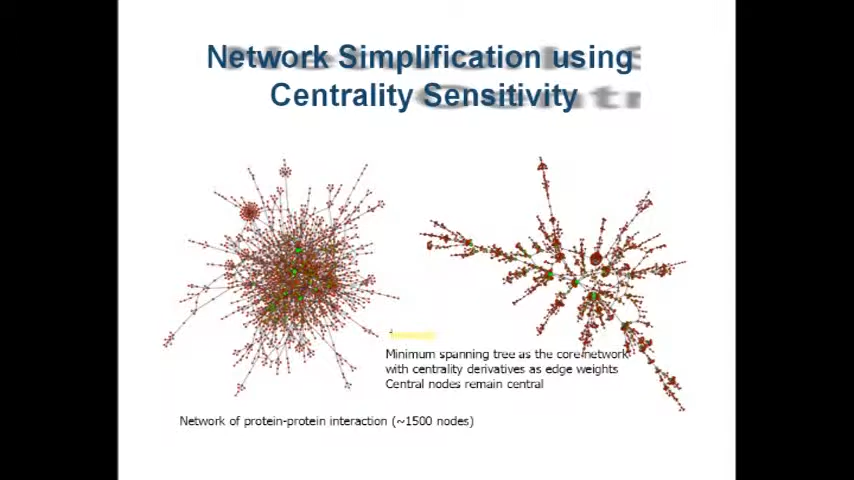 Network Simplification using
Centrality Sensitivity
Minimum spanning tree as the core network
with centrality derivatives as edge weights
Central nodes remain central
Network of protein-protein interaction (~1500 nodes)